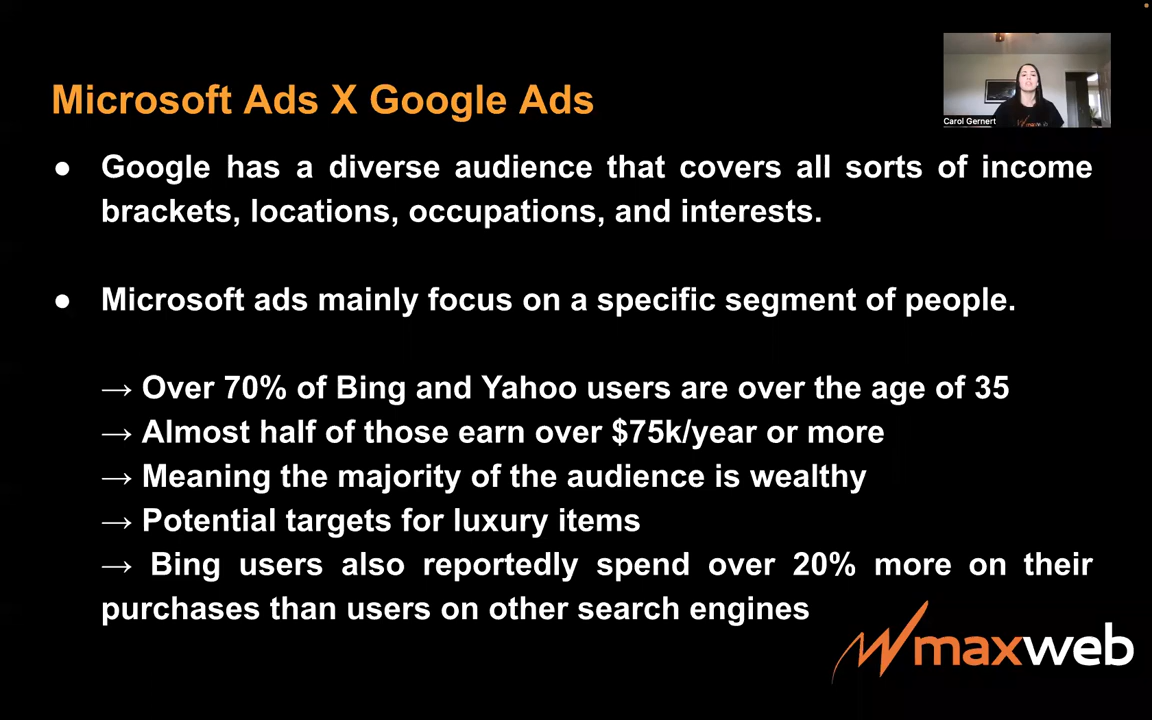 Microsoft Ads X Google Ads
Carol Gernert
● Google has a diverse audience that covers all sorts of income
brackets, locations, occupations, and interests.
● Microsoft ads mainly focus on a specific segment of people.
→ Over 70% of Bing and Yahoo users are over the age of 35
→ Almost half of those earn over $75k/year or more
→ Meaning the majority of the audience is wealthy
→ Potential targets for luxury items
→ Bing users also reportedly spend over 20% more on their
purchases than users on other search engines
maxweb